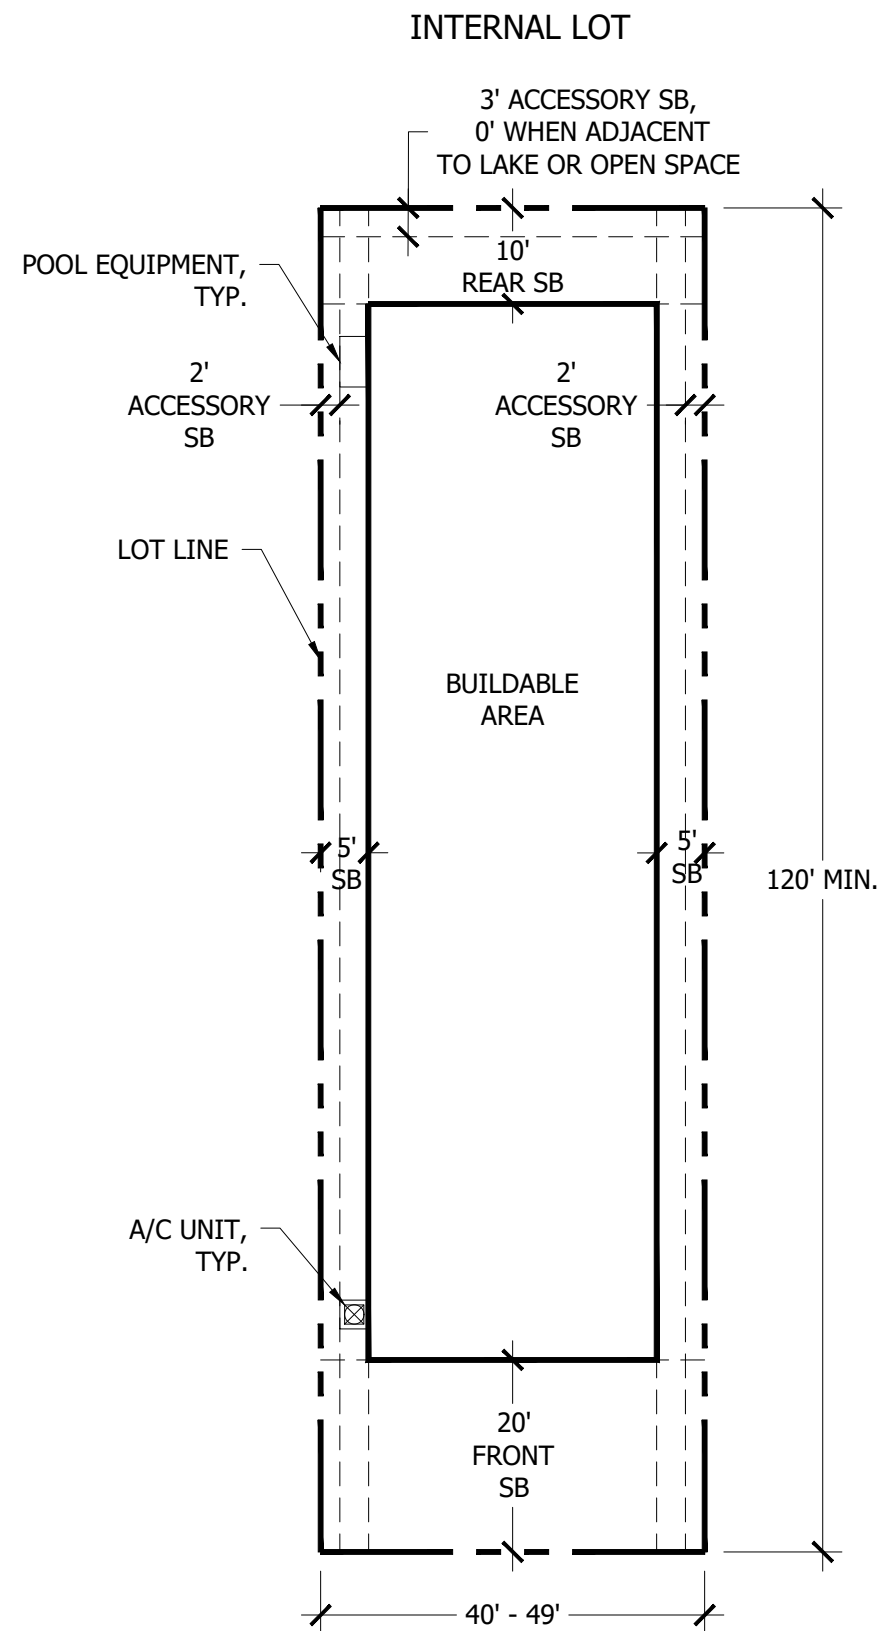 INTERNAL LOT
3' ACCESSORY SB,
0' WHEN ADJACENT
TO LAKE OR OPEN SPACE
10'
REAR SB
POOL EQUIPMENT,
TYP.
2'
ACCESSORY
SB
2'
ACCESSORY
SB
LOT LINE
BUILDABLE
AREA
5'
SB
5'
SB
120' MIN.
A/C UNIT,
TYP.
20'
FRONT
SB
40' - 49'